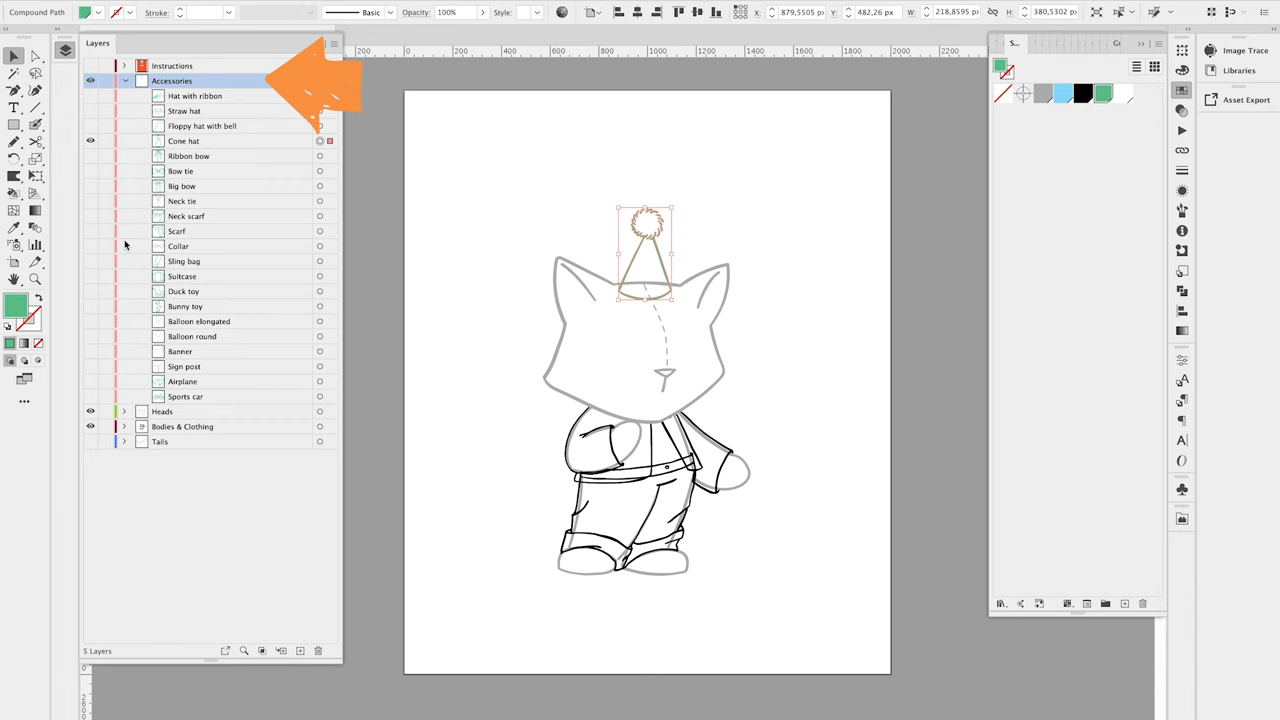 Compound Path
Stroke:
Basic
Opacity:
100%
Style:
X:
879,5505 px
Y:
482,26 px
W:
218,8595
H:
380,5302 px
Layers
Instructions
Accessories
Hat with ribbon
Straw hat
Floppy hat with bell
Cone hat
Ribbon bow
Bow tie
Big bow
Neck tie
Neck scarf
Scarf
Collar
Sling bag
Suitcase
Duck toy
Bunny toy
Balloon elongated
Balloon round
Banner
Sign post
Airplane
Sports car
Heads
Bodies & Clothing
Tails
5 Layers
200
0
200
400
600
800
1000
1200
1400
1600
1800
2000
2200
S...
Image Trace
Libraries
Asset Export